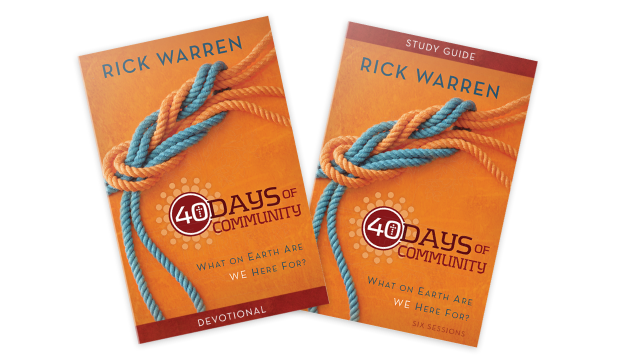 RICK WARREN
40 DAYS OF
COMMUNITY
WHAT ON EARTH ARE
WE HERE FOR?
DEVOTIONAL
STUDY GUIDE
RICK WARREN
40 DAYS OF
COMMUNITY
WHAT ON EARTH ARE
WE HERE FOR?
SIX SESSIONS